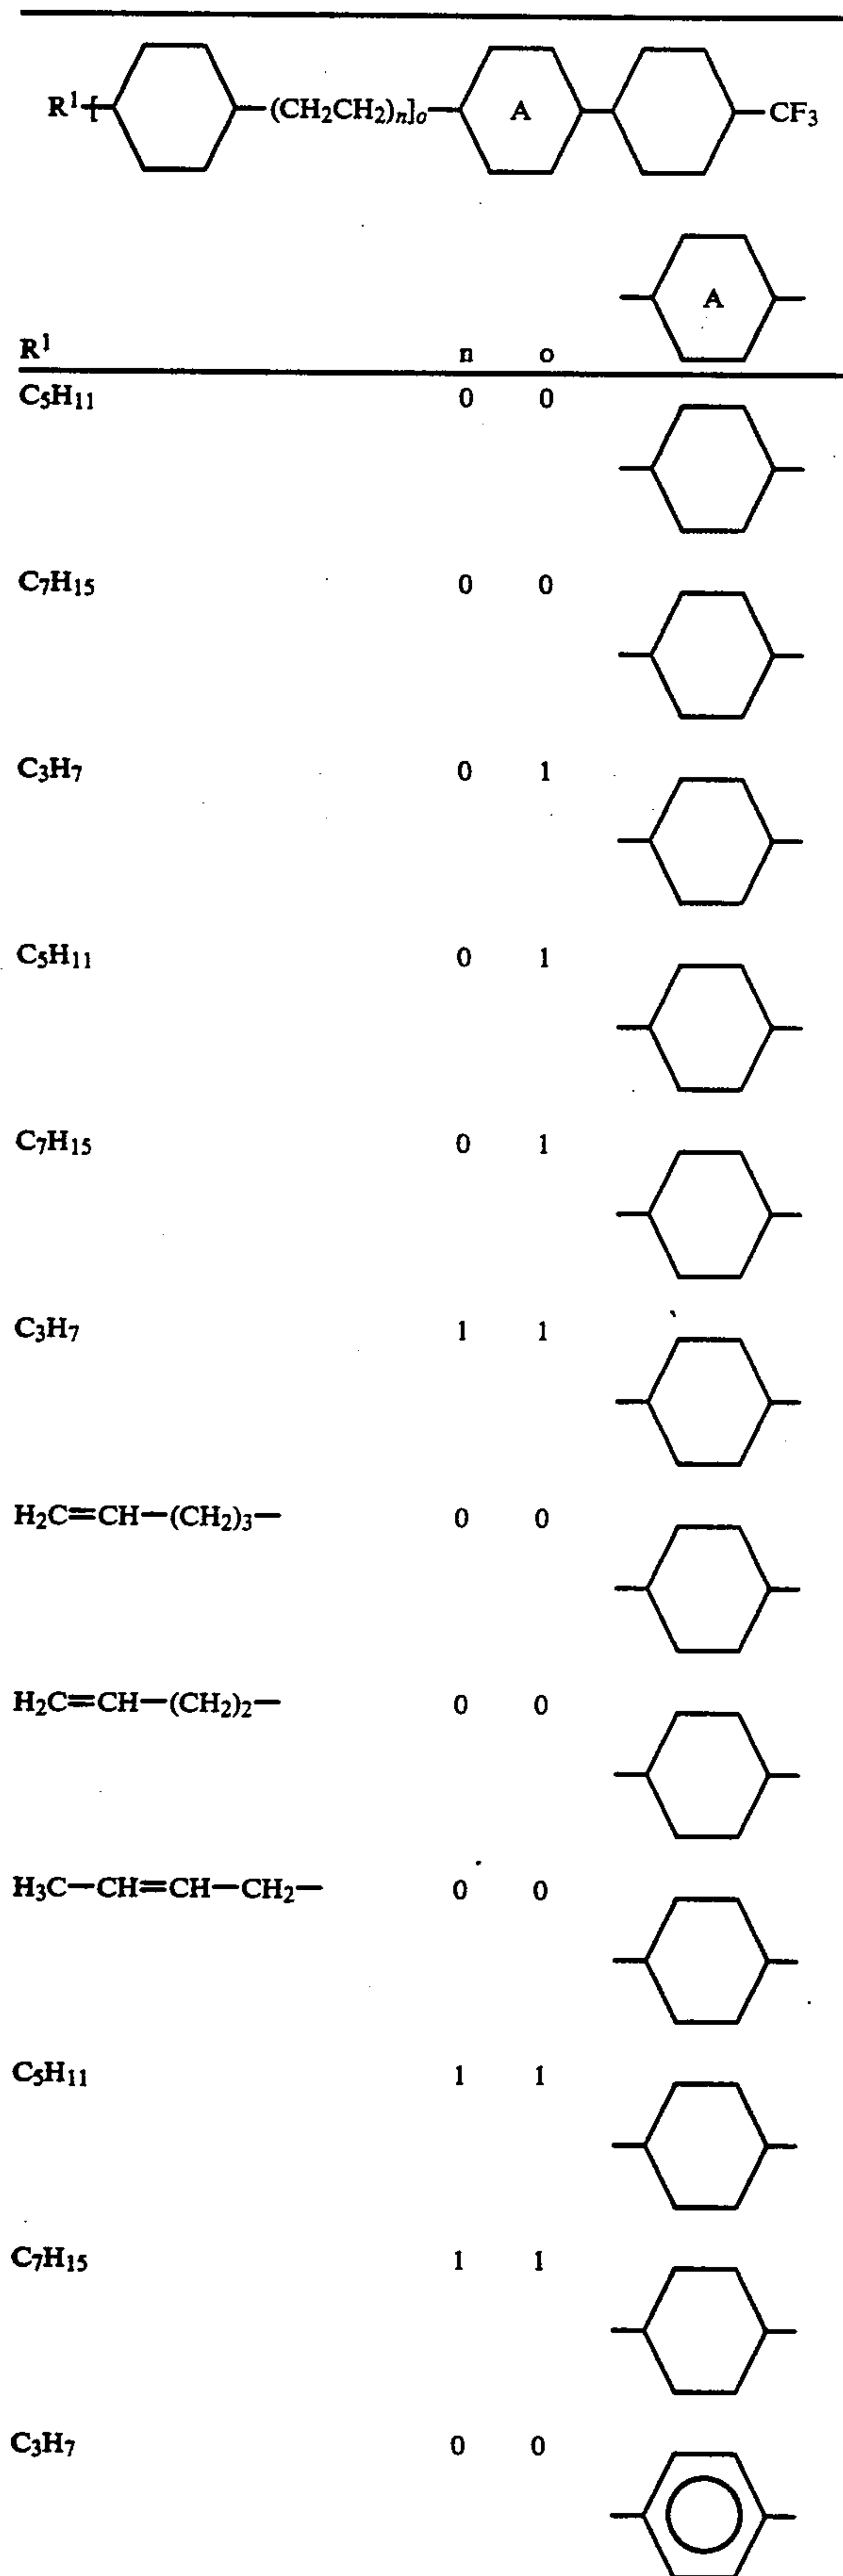 R¹-[-(CH₂CH₂)ₙ]ₒ- A -CF₃
A
R¹ n o
C₅H₁₁ 0 0
C₇H₁₅ 0 0
C₃H₇ 0 1
C₅H₁₁ 0 1
C₇H₁₅ 0 1
C₃H₇ 1 1
H₂C=CH-(CH₂)₃- 0 0
H₂C=CH-(CH₂)₂- 0 0
H₃C-CH=CH-CH₂- 0 0
C₅H₁₁ 1 1
C₇H₁₅ 1 1
C₃H₇ 0 0